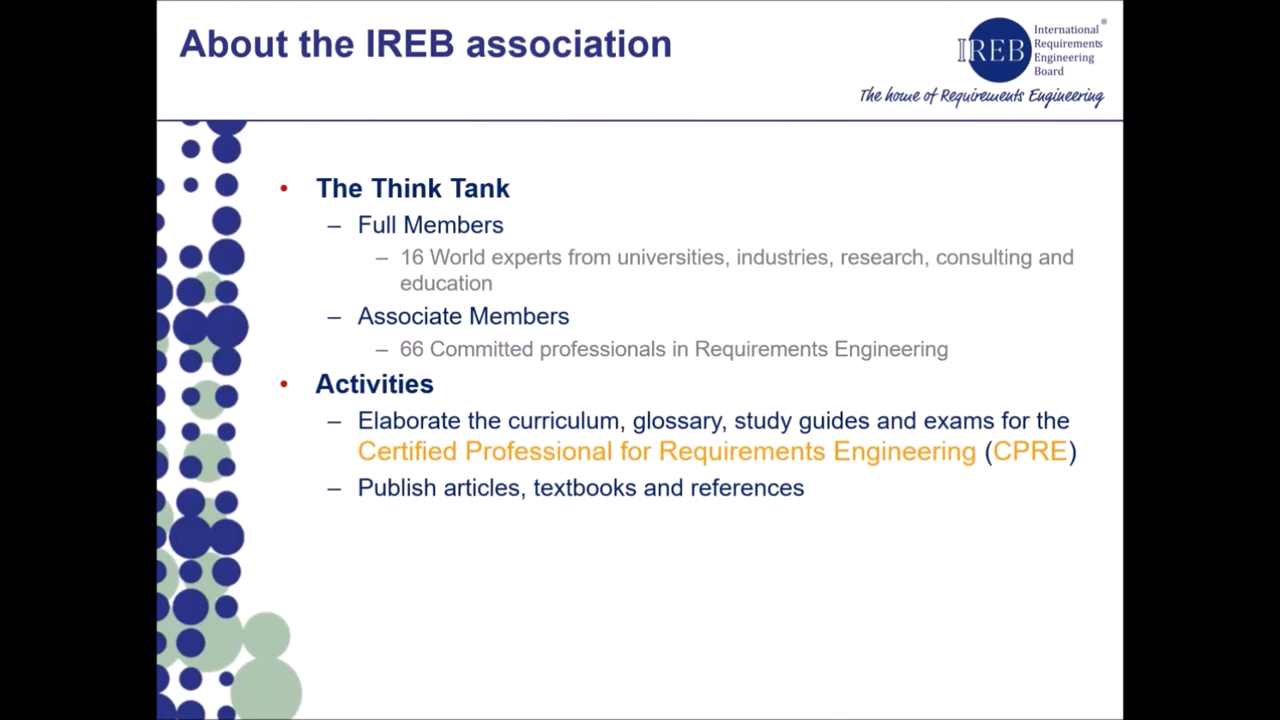 About the IREB association
IREB
International
Requirements
Engineering
Board
®
The home of Requirements Engineering
• The Think Tank
– Full Members
– 16 World experts from universities, industries, research, consulting and
education
– Associate Members
– 66 Committed professionals in Requirements Engineering
• Activities
– Elaborate the curriculum, glossary, study guides and exams for the
Certified Professional for Requirements Engineering (CPRE)
– Publish articles, textbooks and references